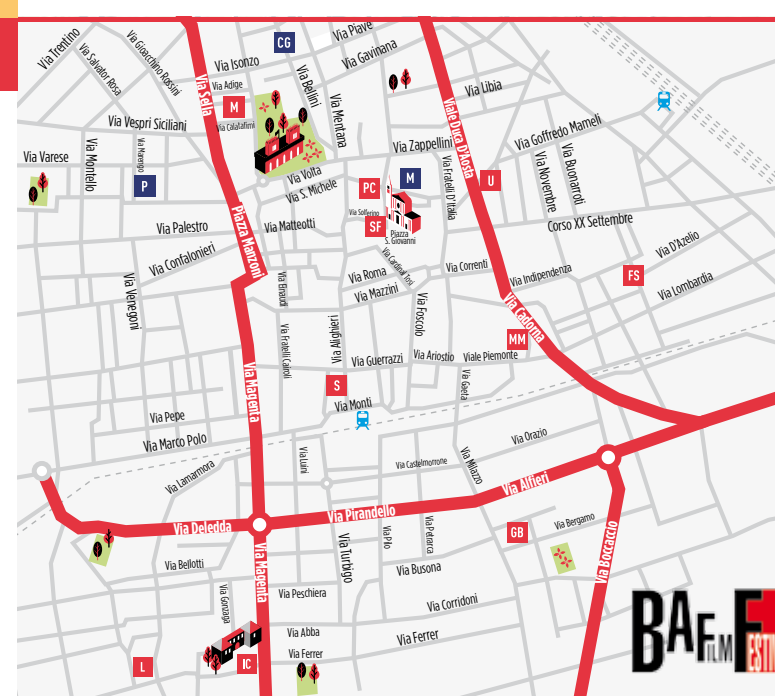 Via Trentino
Via Salvator Rosa
Via Gioacchino Rossini
Via Sella
Via Isonzo
CG
Via Piave
Via Gavinana
Via Adige
M
Via Calatafimi
Via Bellini
Via Mentana
Viale Duca D'Aosta
Via Libia
Via Vespri Siciliani
Via Varese
Via Montello
Via Marengo
P
Via Volta
Via S. Michele
Via Zappellini
Via Goffredo Mameli
Via Novembre
Via Buonarroti
PC
M
U
Via Fratelli D'Italia
Via Solferino
SF
Piazza
S. Giovanni
Via Palestro
Piazza Manzoni
Via Matteotti
Corso XX Settembre
Via Confalonieri
Via D'Azelio
Via Venegoni
Via Einaudi
Via Roma
Via Cardinal Tosi
Via Mazzini
Via Correnti
Via Indipendenza
FS
Via Lombardia
Via Fratelli Cairoli
Via Alighieri
Via Foscolo
Via Cadorna
MM
Via Magenta
Via Guerrazzi
Via Ariostio
Viale Piemonte
Via Gaeta
S
Via Monti
Via Pepe
Via Marco Polo
Via Lamarmora
Via Luini
Via Castelmorrone
Via Milazzo
Via Orazio
Via Alfieri
Via Deledda
Via Pirandello
Via Magenta
Via Turbigo
Via Pilo
Via Petrarca
GB
Via Bergamo
Via Boccaccio
Via Bellotti
Via Busona
Via Gonzaga
Via Peschiera
Via Corridoni
Via Abba
Via Ferrer
Via Ferrer
L
IC
BAFILM